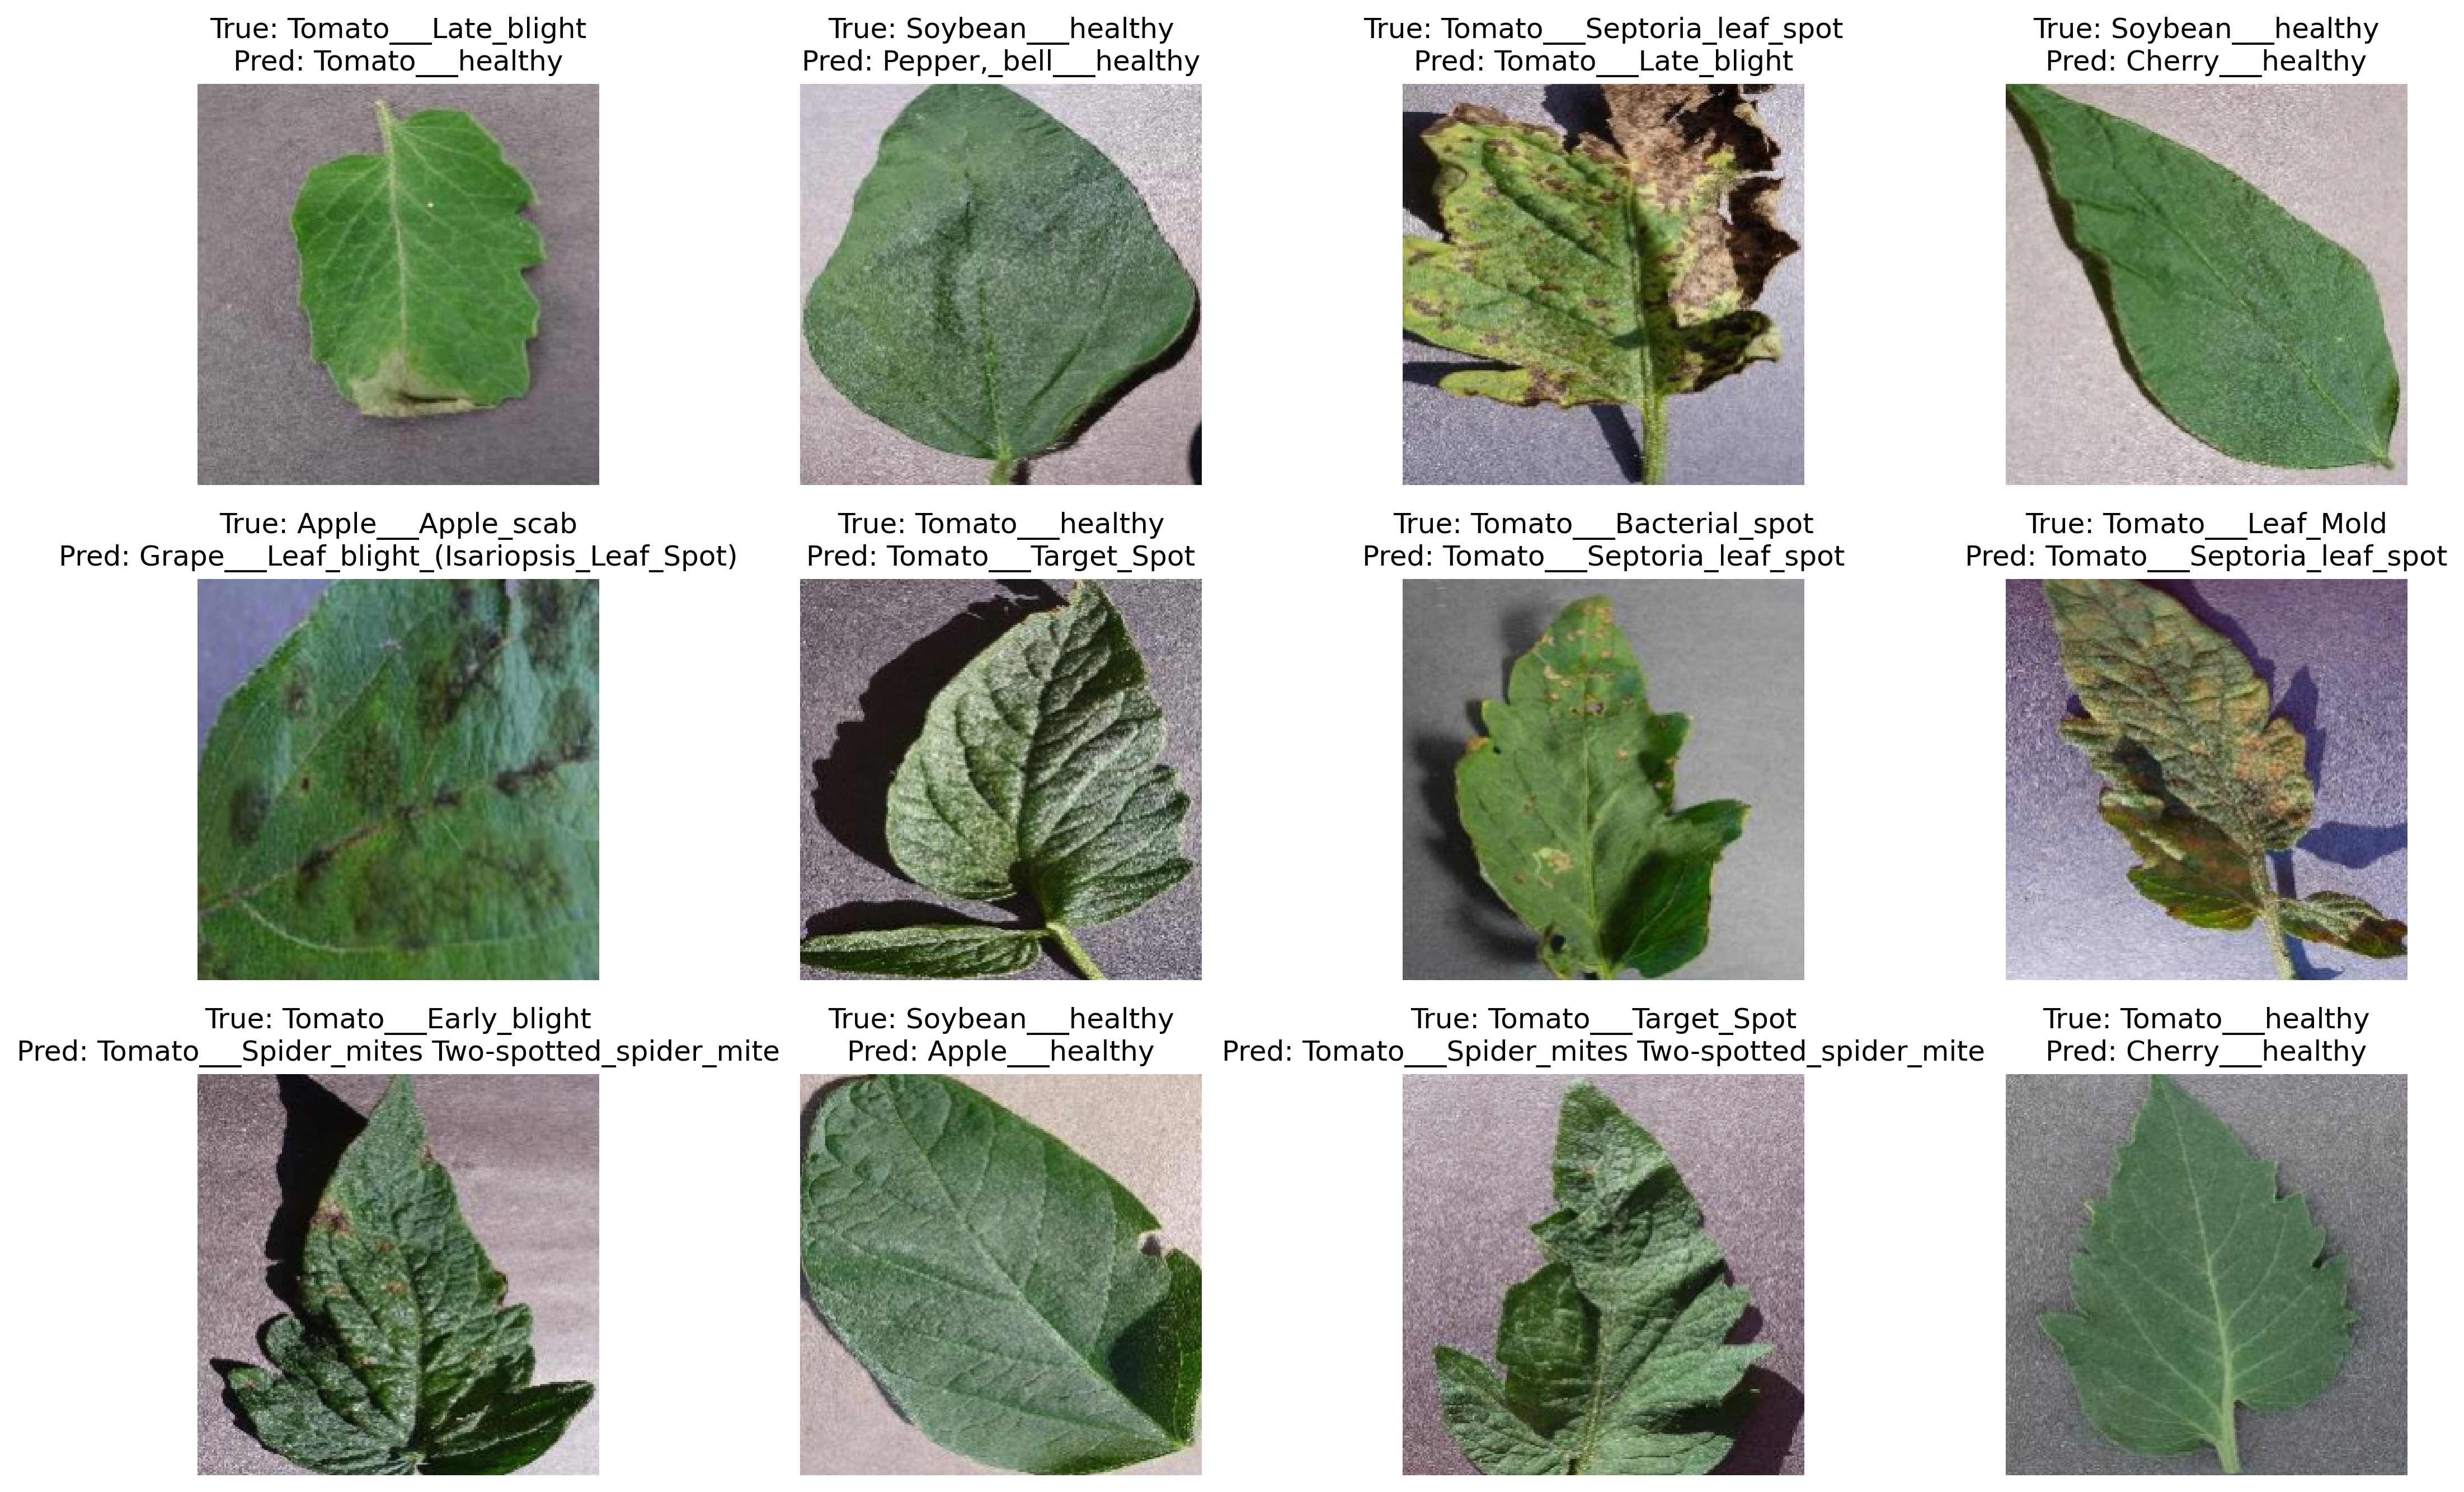 True: Tomato___Late_blight
Pred: Tomato___healthy
True: Soybean___healthy
Pred: Pepper,_bell___healthy
True: Tomato___Septoria_leaf_spot
Pred: Tomato___Late_blight
True: Soybean___healthy
Pred: Cherry___healthy
True: Apple___Apple_scab
Pred: Grape___Leaf_blight_(Isariopsis_Leaf_Spot)
True: Tomato___healthy
Pred: Tomato___Target_Spot
True: Tomato___Bacterial_spot
Pred: Tomato___Septoria_leaf_spot
True: Tomato___Leaf_Mold
Pred: Tomato___Septoria_leaf_spot
True: Tomato___Early_blight
Pred: Tomato___Spider_mites Two-spotted_spider_mite
True: Soybean___healthy
Pred: Apple___healthy
True: Tomato___Target_Spot
Pred: Tomato___Spider_mites Two-spotted_spider_mite
True: Tomato___healthy
Pred: Cherry___healthy